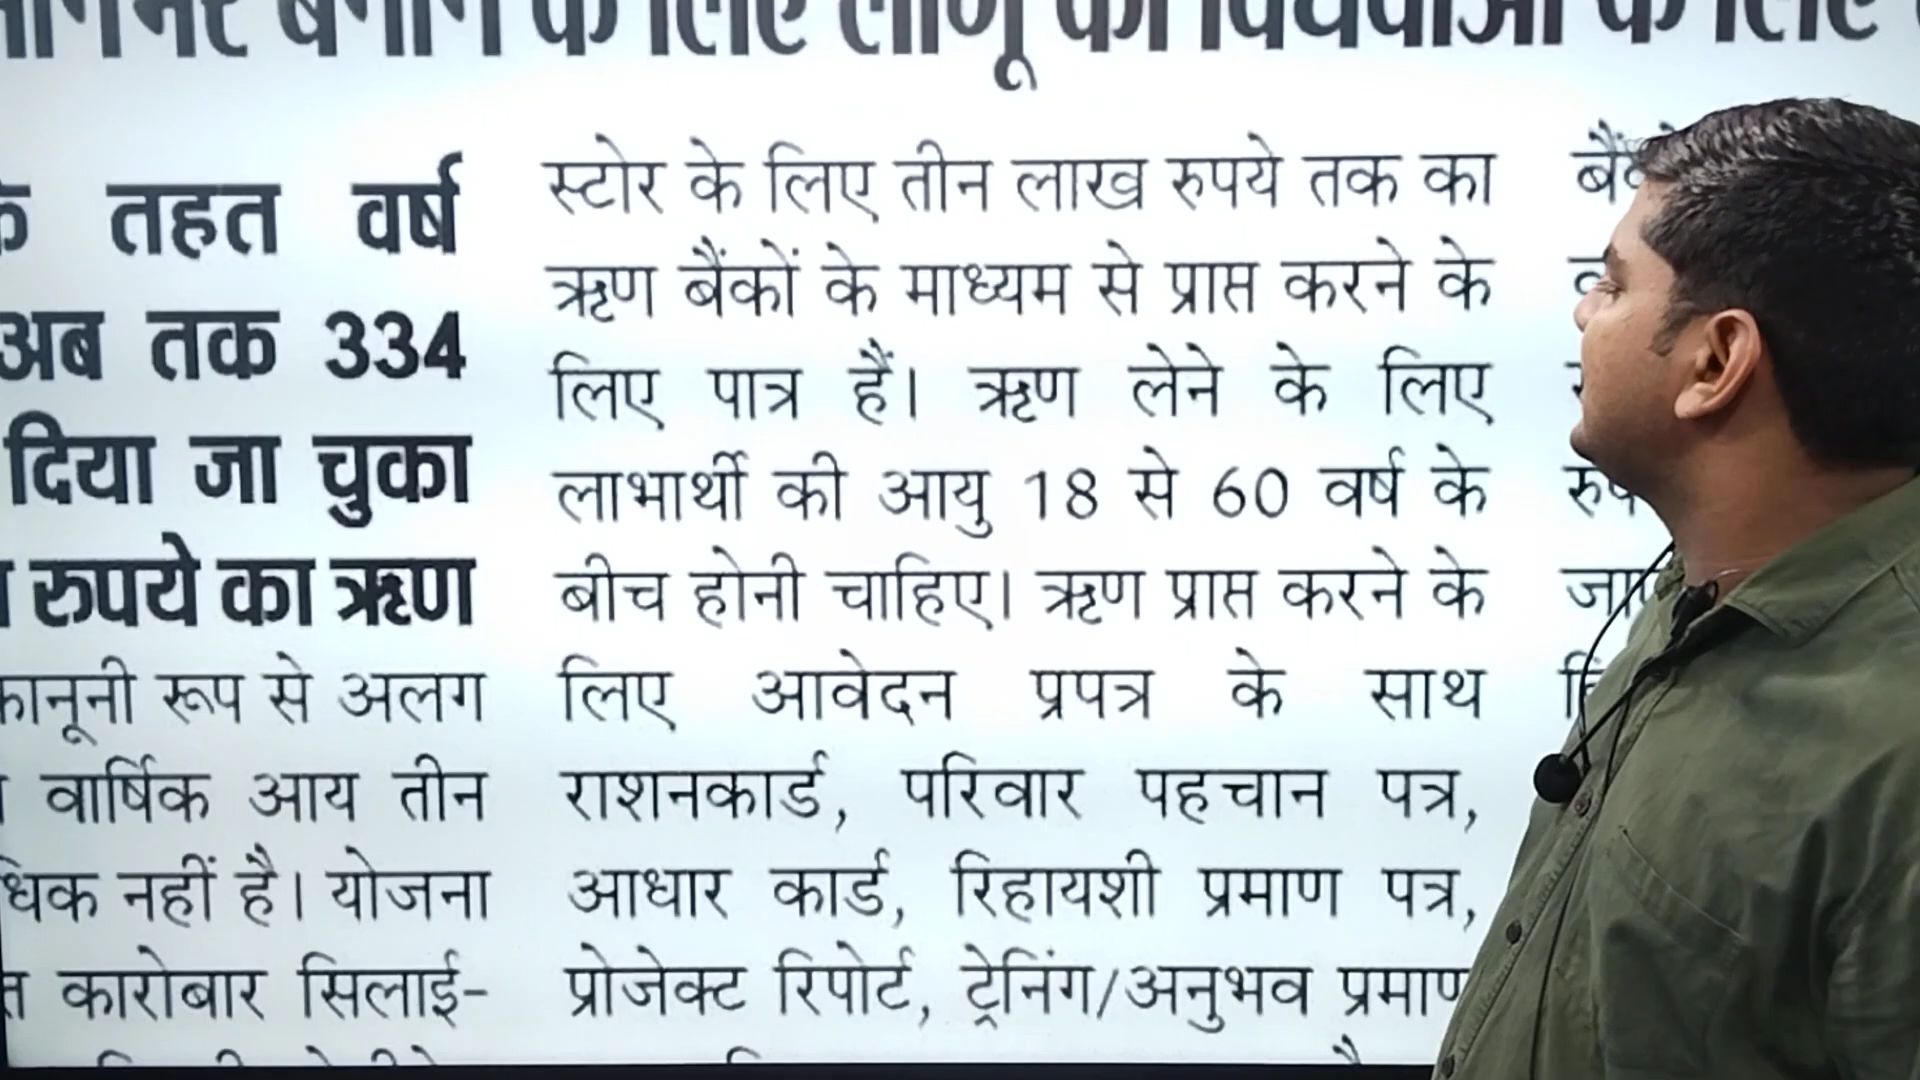 के लिए लागू की विधवाओं के लिए
तहत वर्ष
अब तक 334
दिया जा चुका
रुपये का ऋण
कानूनी रूप से अलग
वार्षिक आय तीन
नहीं है। योजना
कारोबार सिलाई-
स्टोर के लिए तीन लाख रुपये तक का
ऋण बैंकों के माध्यम से प्राप्त करने के
लिए पात्र हैं। ऋण लेने के लिए
लाभार्थी की आयु 18 से 60 वर्ष के
बीच होनी चाहिए। ऋण प्राप्त करने के
लिए आवेदन प्रपत्र के साथ
राशनकार्ड, परिवार पहचान पत्र,
आधार कार्ड, रिहायशी प्रमाण पत्र,
प्रोजेक्ट रिपोर्ट, ट्रेनिंग/अनुभव प्रमाण